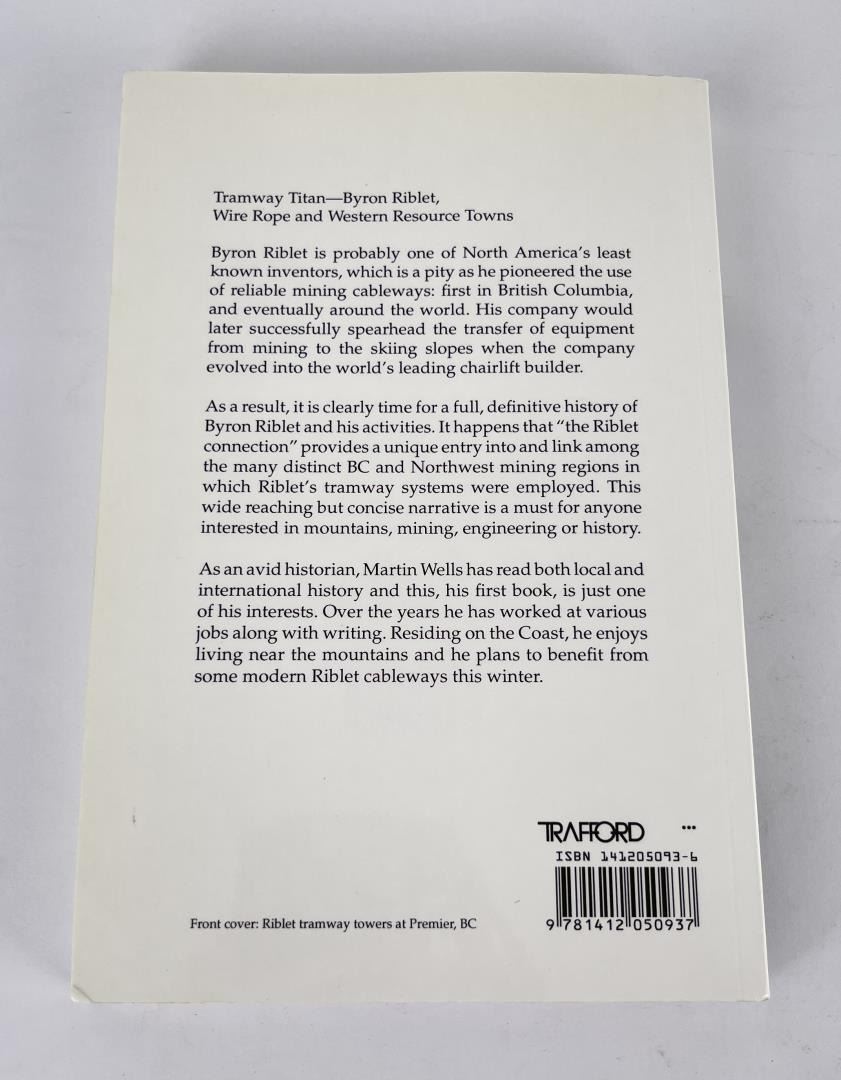 Tramway Titan—Byron Riblet,
Wire Rope and Western Resource Towns
Byron Riblet is probably one of North America's least
known inventors, which is a pity as he pioneered the use
of reliable mining cableways: first in British Columbia,
and eventually around the world. His company would
later successfully spearhead the transfer of equipment
from mining to the skiing slopes when the company
evolved into the world's leading chairlift builder.
As a result, it is clearly time for a full, definitive history of
Byron Riblet and his activities. It happens that "the Riblet
connection" provides a unique entry into and link among
the many distinct BC and Northwest mining regions in
which Riblet's tramway systems were employed. This
wide reaching but concise narrative is a must for anyone
interested in mountains, mining, engineering or history.
As an avid historian, Martin Wells has read both local and
international history and this, his first book, is just one
of his interests. Over the years he has worked at various
jobs along with writing. Residing on the Coast, he enjoys
living near the mountains and he plans to benefit from
some modern Riblet cableways this winter.
TRAFFORD
ISBN 141205093-6
9 781412 050937
Front cover: Riblet tramway towers at Premier, BC